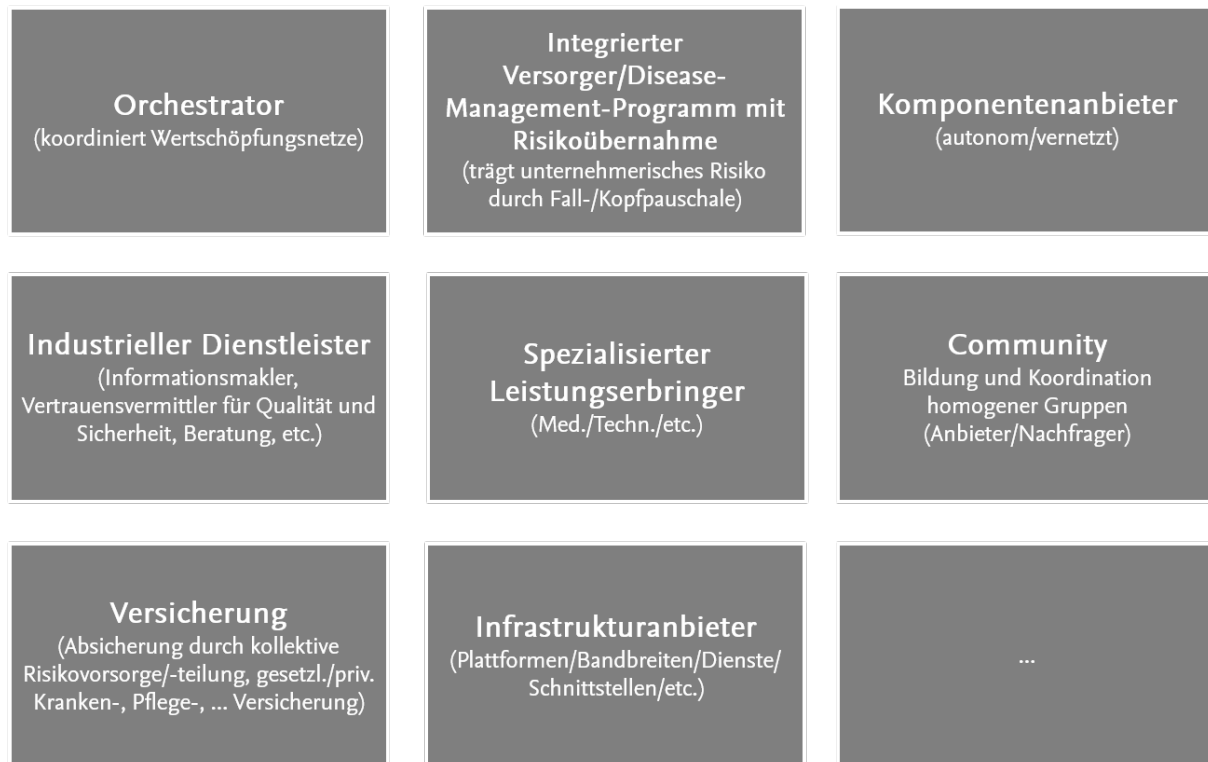 Orchestrator
(koordiniert Wertschöpfungsnetze)
Integrierter
Versorger/Disease-
Management-Programm mit
Risikoübernahme
(trägt unternehmerisches Risiko
durch Fall-/Kopfpauschale)
Komponentenanbieter
(autonom/vernetzt)
Industrieller Dienstleister
(Informationsmakler,
Vertrauensvermittler für Qualität und
Sicherheit, Beratung, etc.)
Spezialisierter
Leistungserbringer
(Med./Techn./etc.)
Community
Bildung und Koordination
homogener Gruppen
(Anbieter/Nachfrager)
Versicherung
(Absicherung durch kollektive
Risikovorsorge/-teilung, gesetzl./priv.
Kranken-, Pflege-, ... Versicherung)
Infrastrukturanbieter
(Plattformen/Bandbreiten/Dienste/
Schnittstellen/etc.)
...